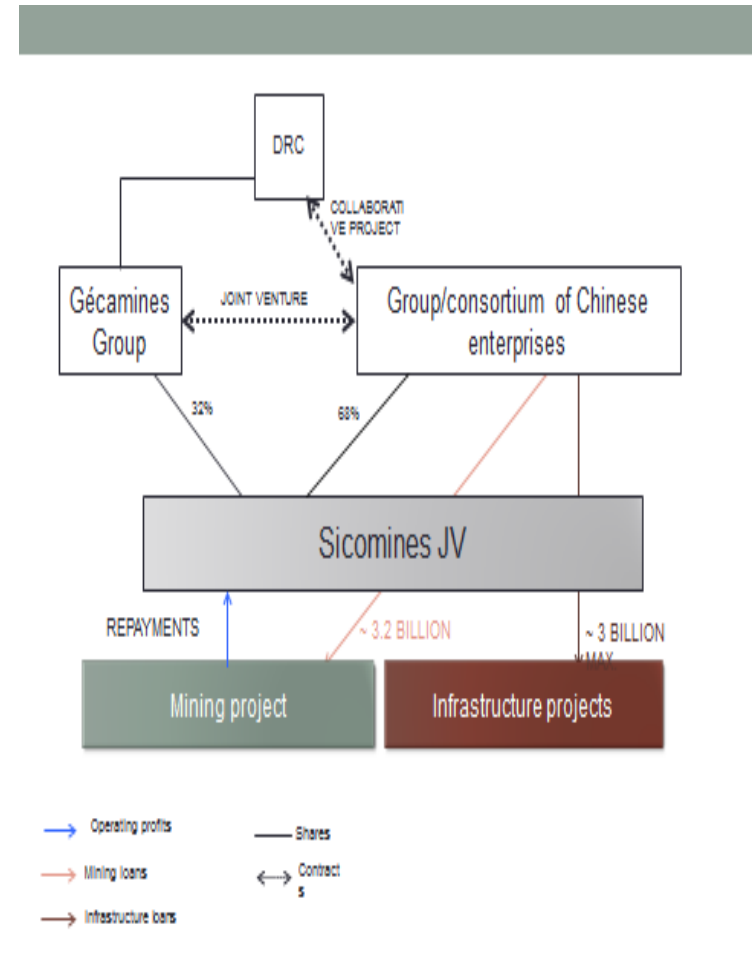 DRC
COLLABORATI
VE PROJECT
Gécamines
Group
JOINT VENTURE
Group/consortium of Chinese
enterprises
32%
68%
Sicomines JV
REPAYMENTS
~ 3.2 BILLION
~ 3 BILLION
MAX
Mining project
Infrastructure projects
Operating profits
Shares
Mining loans
Contract
s
Infrastructure loans